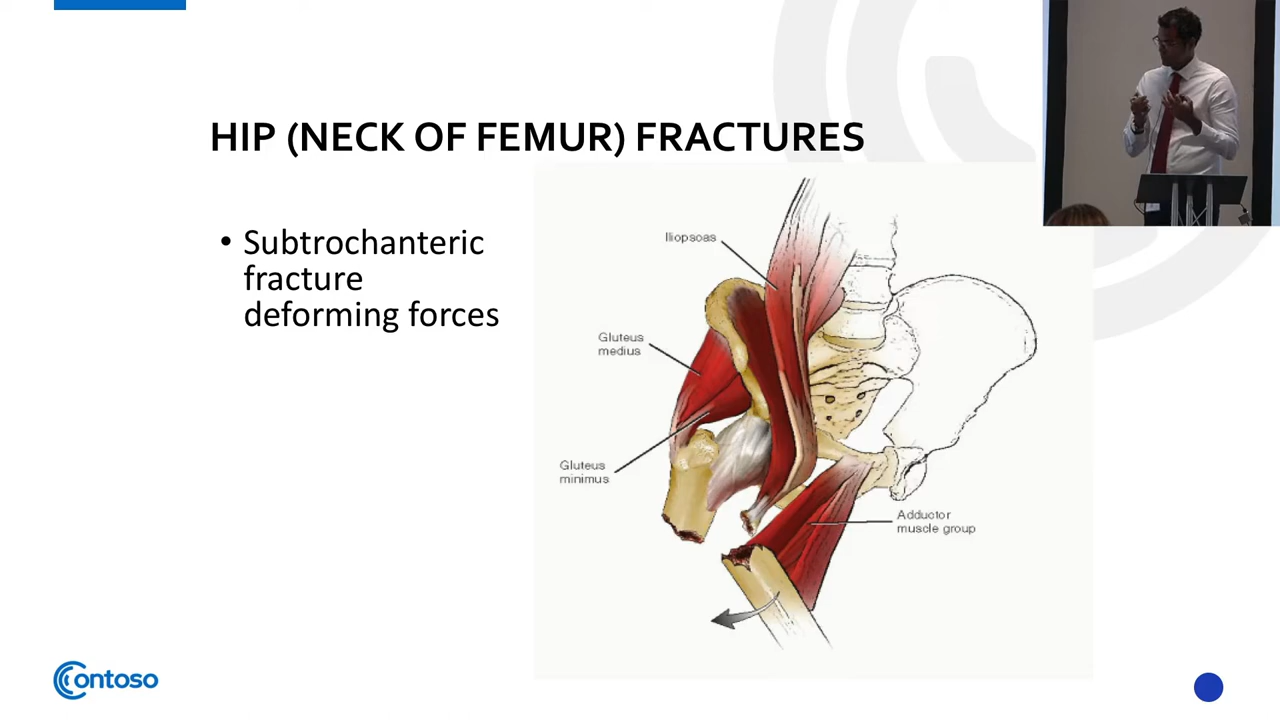 HIP (NECK OF FEMUR) FRACTURES
• Subtrochanteric
fracture
deforming forces
Iliopsoas
Gluteus
medius
Gluteus
minimus
Adductor
muscle group
Contoso